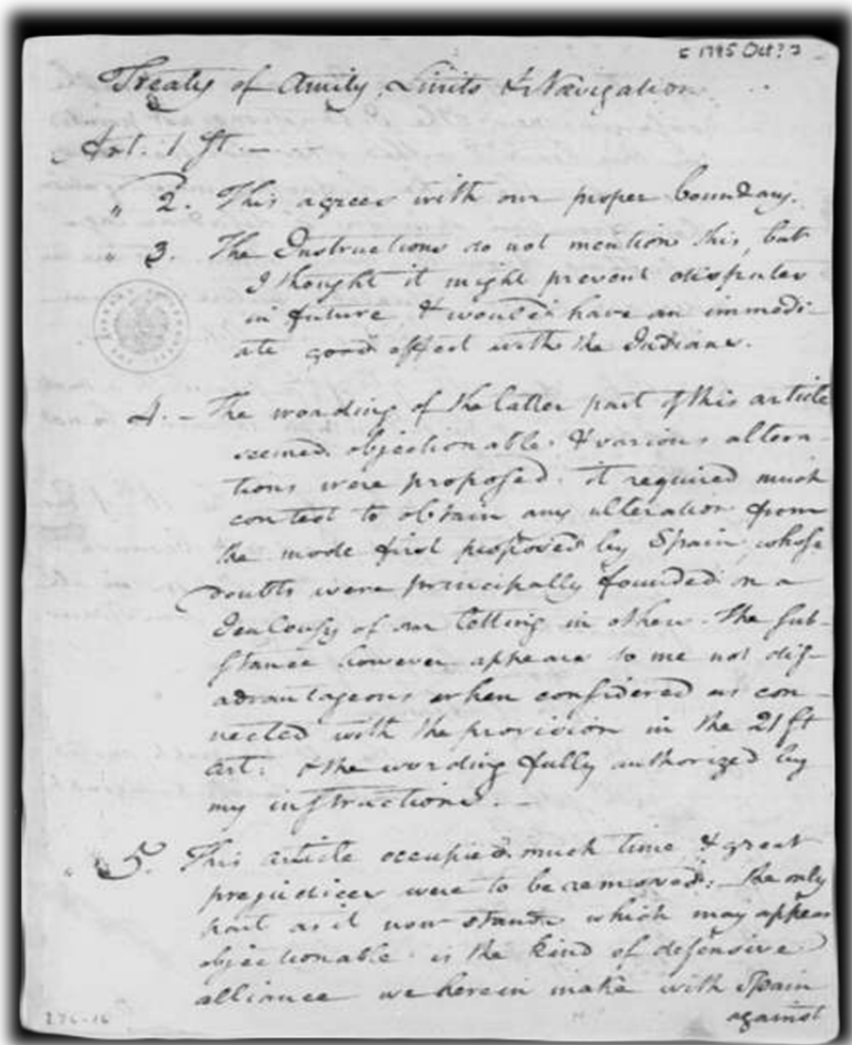 [1795 Oct?]
Treaty of Amity, Limits & Navigation
Art. 1st.—
" 2. This agrees with our proper boundary.
" 3. The Instructions do not mention this, but
I thought it might prevent disputes
in future & would have an immedi-
ate good effect with the Indians.
4.- The wording of the latter part of this article
seemed objectionable & various altera-
tions were proposed. it required much
contest to obtain any alteration from
the mode first proposed by Spain, whose
doubts were principally founded on a
Jealousy of our letting in others. The sub-
stance however appears to me not dis-
advantageous when considered as con-
nected with the provision in the 21st
art: & the wording fully authorized by
my instructions.—
" 5. This article occupied much time & great
prejudices were to be removed; the only
part as it now stands which may appear
objectionable is the kind of defensive
alliance we herein make with Spain
against